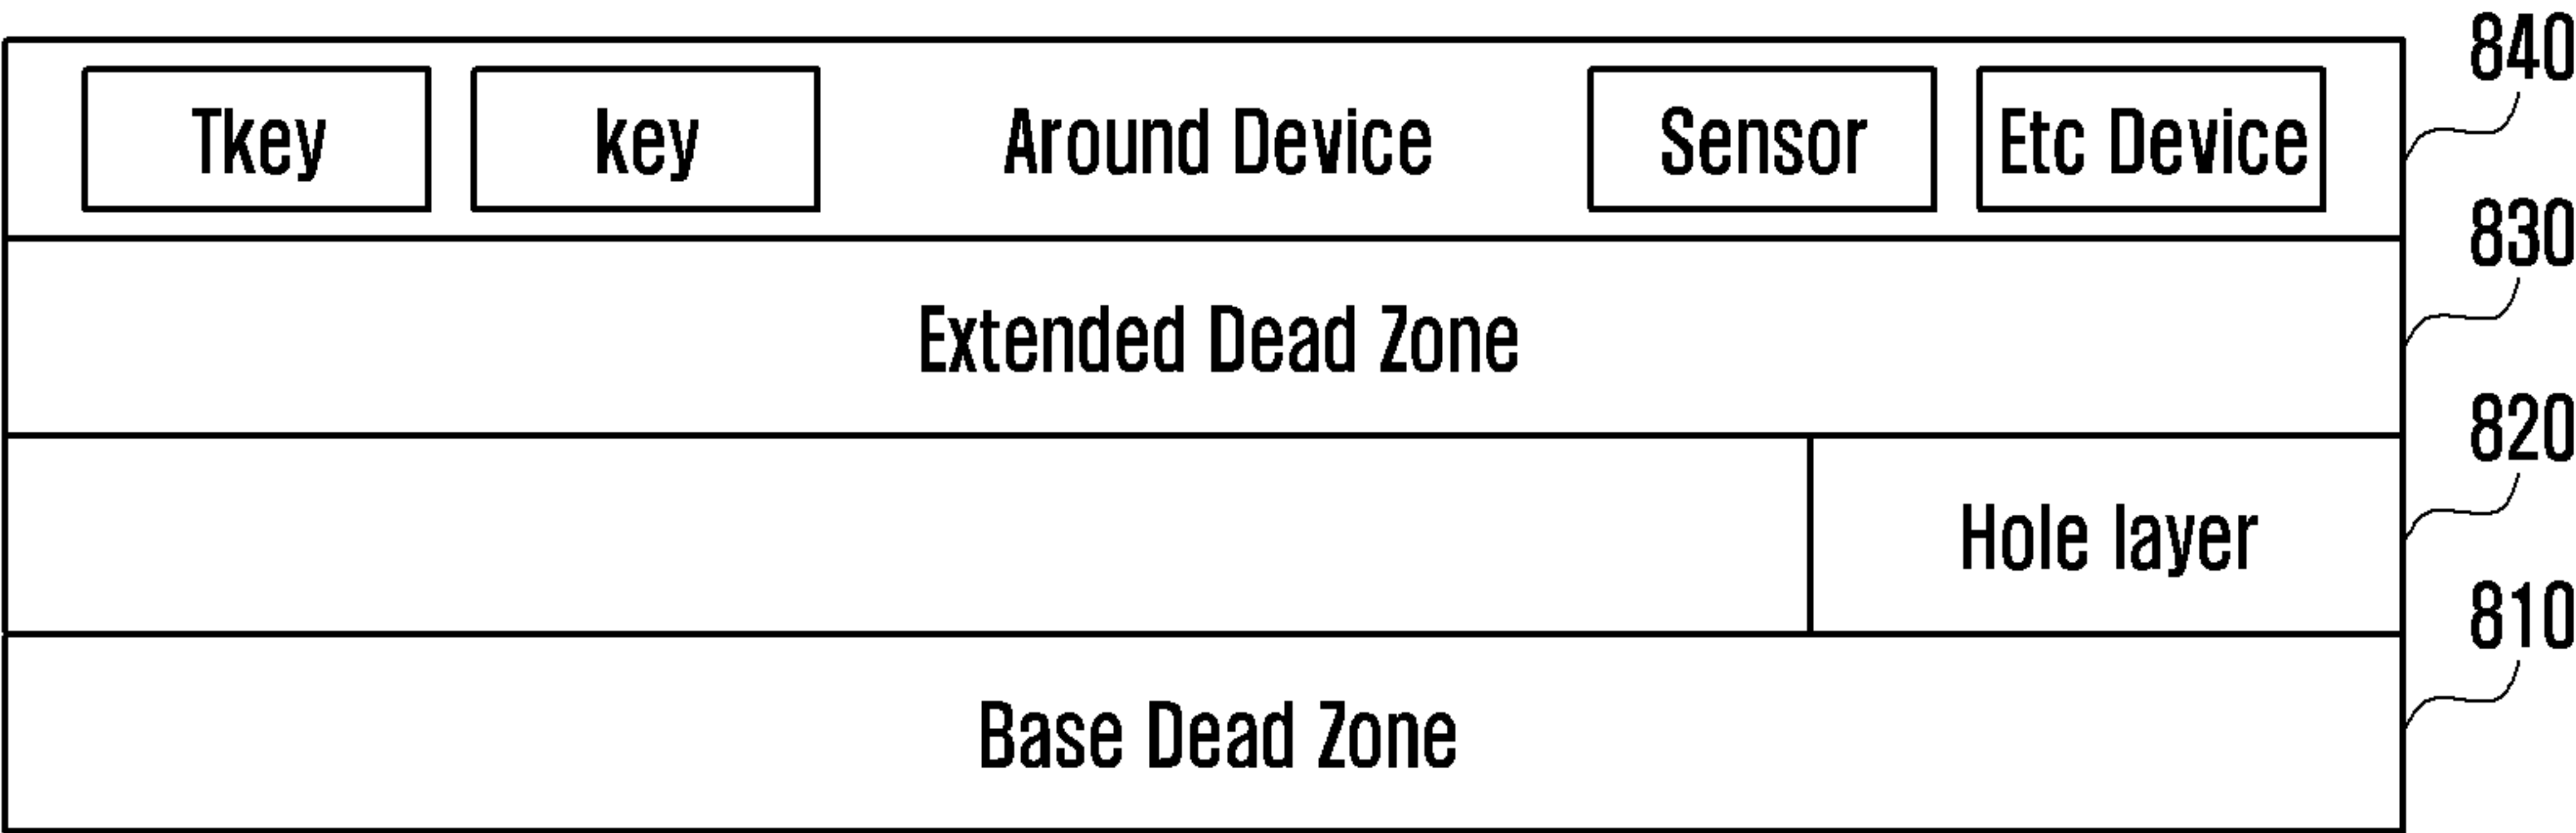 840
Tkey key Around Device Sensor Etc Device
830
Extended Dead Zone
820
Hole layer
810
Base Dead Zone